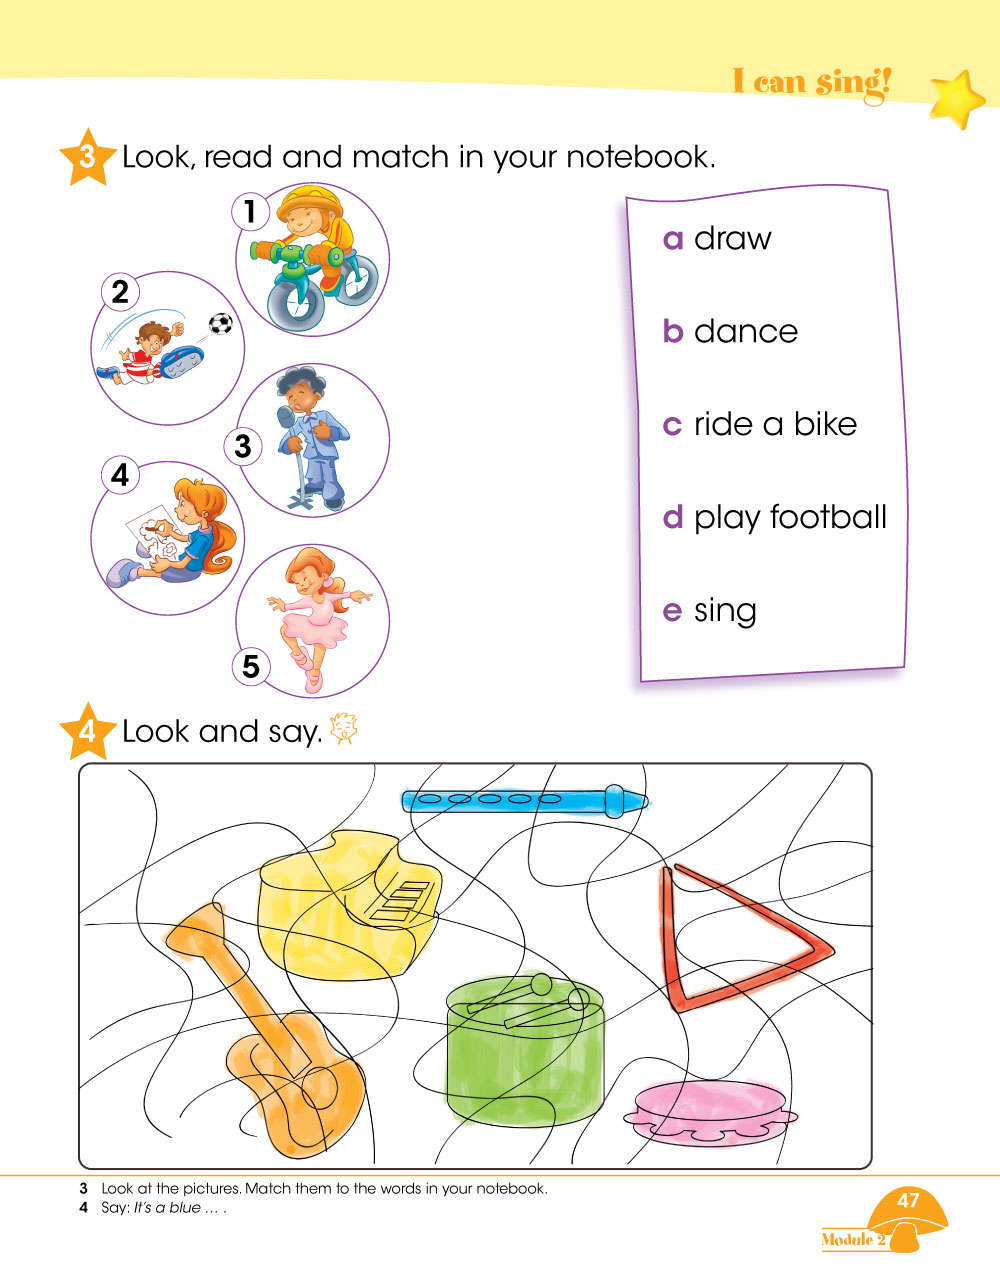 I can sing!
3 Look, read and match in your notebook.
1
2
3
4
5
a draw
b dance
c ride a bike
d play football
e sing
4 Look and say.
3 Look at the pictures. Match them to the words in your notebook.
4 Say: It's a blue ... .
47
Module 2